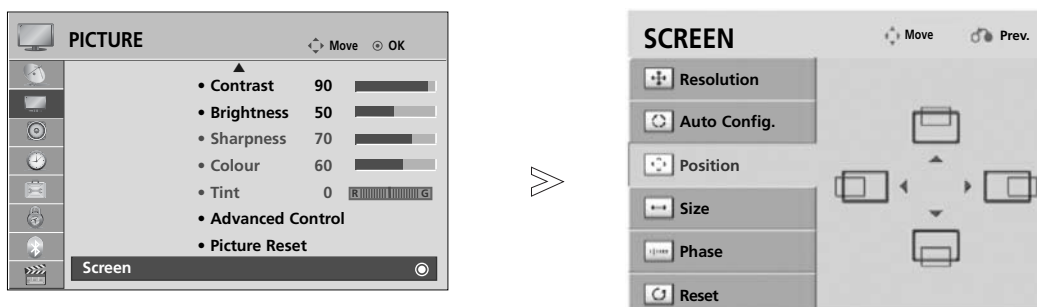 PICTURE
Move ⊙ OK
• Contrast 90
• Brightness 50
• Sharpness 70
• Colour 60
• Tint 0 R G
• Advanced Control
• Picture Reset
Screen
SCREEN
Move Prev.
Resolution
Auto Config.
Position
Size
Phase
Reset